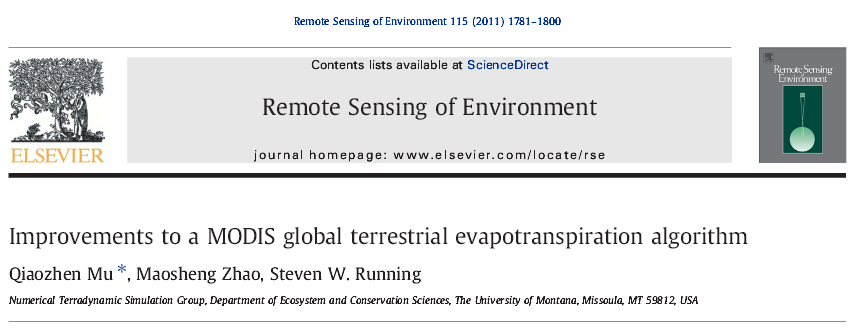 Remote Sensing of Environment 115 (2011) 1781–1800
Contents lists available at ScienceDirect
Remote Sensing of Environment
journal homepage: www.elsevier.com/locate/rse
ELSEVIER
Remote Sensing
Environment
Improvements to a MODIS global terrestrial evapotranspiration algorithm
Qiaozhen Mu *, Maosheng Zhao, Steven W. Running
Numerical Terradynamic Simulation Group, Department of Ecosystem and Conservation Sciences, The University of Montana, Missoula, MT 59812, USA